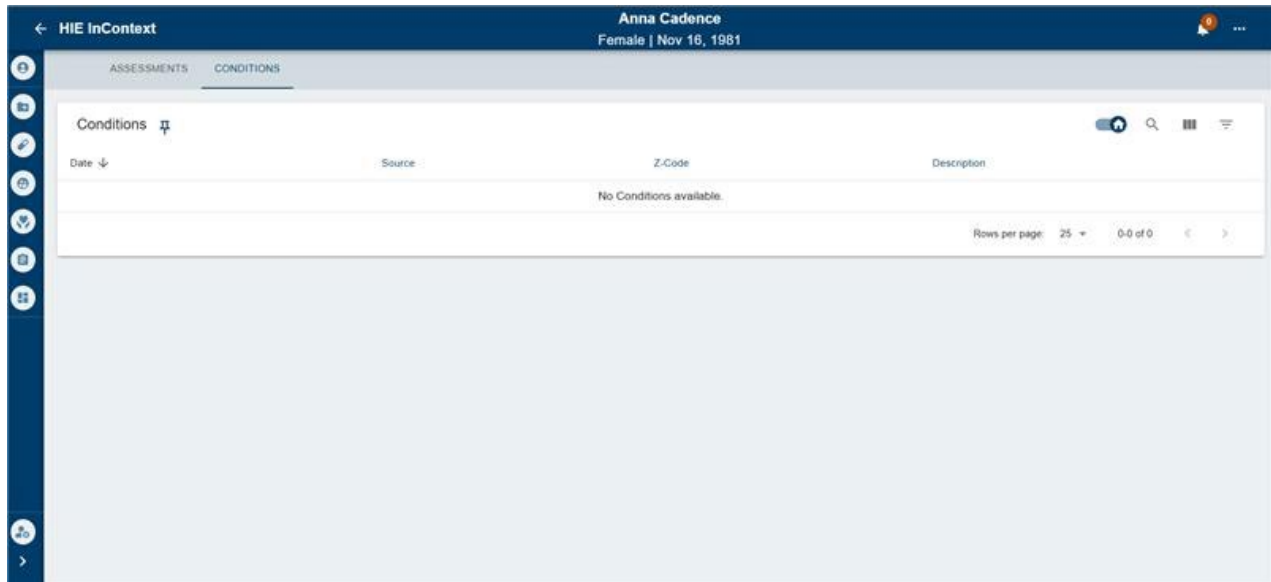 HIE InContext
Anna Cadence
Female | Nov 16, 1981
0
ASSESSMENTS CONDITIONS
Conditions
Date Source Z-Code Description
No Conditions available.
Rows per page: 25 0-0 of 0